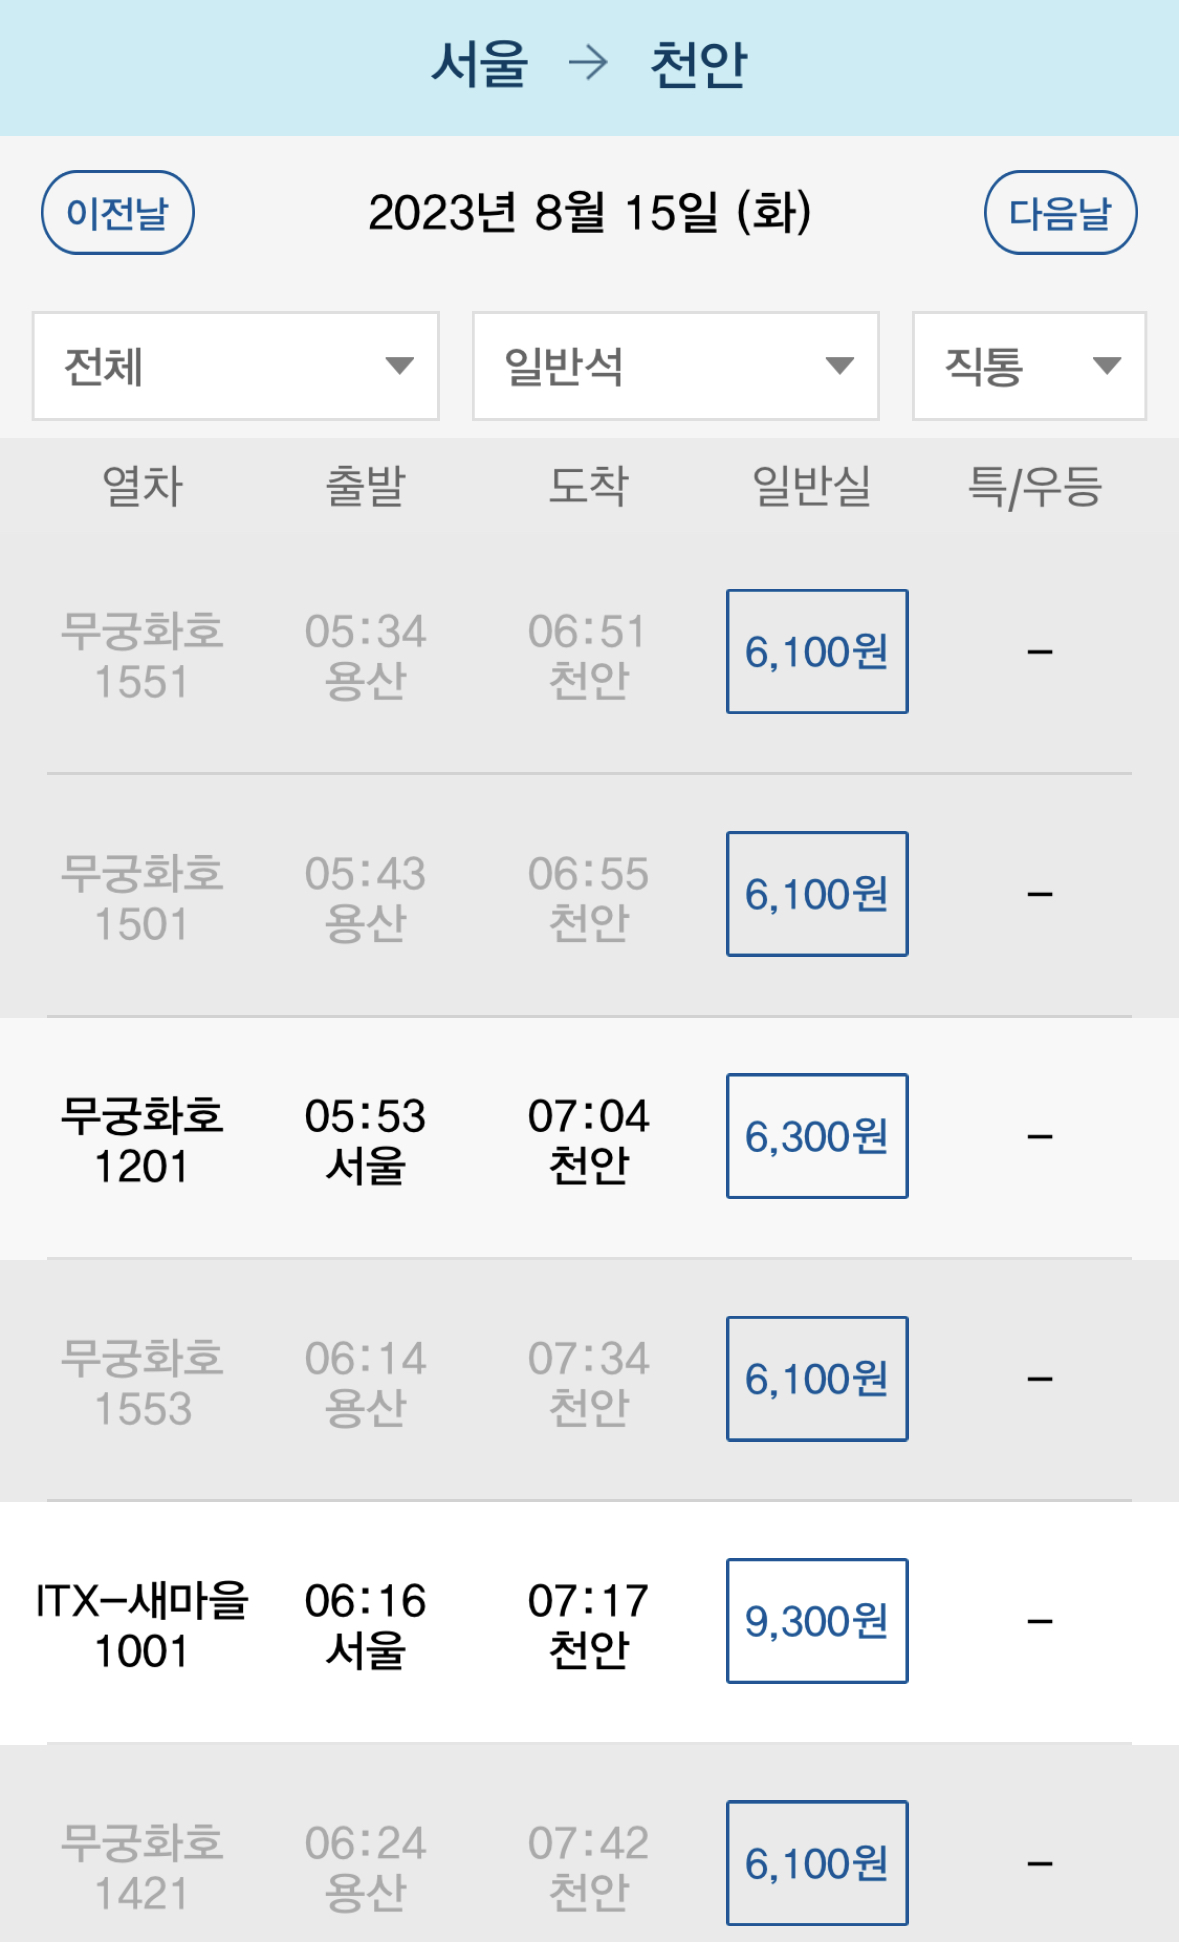 서울 → 천안
이전날 2023년 8월 15일 (화) 다음날
전체 일반석 직통
열차 출발 도착 일반실 특/우등
무궁화호 05:34 06:51 6,100원 –
1551 용산 천안
무궁화호 05:43 06:55 6,100원 –
1501 용산 천안
무궁화호 05:53 07:04 6,300원 –
1201 서울 천안
무궁화호 06:14 07:34 6,100원 –
1553 용산 천안
ITX-새마을 06:16 07:17 9,300원 –
1001 서울 천안
무궁화호 06:24 07:42 6,100원 –
1421 용산 천안